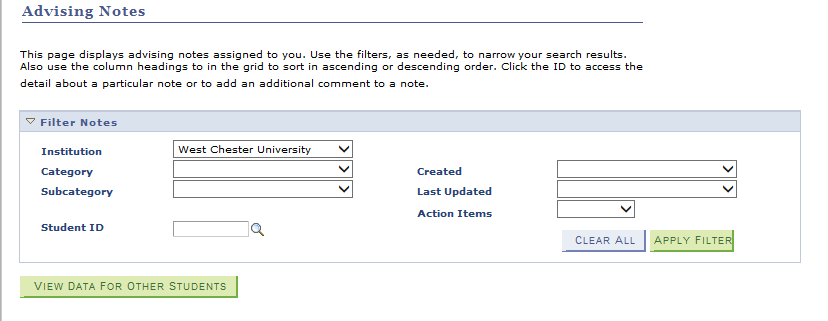 Advising Notes
This page displays advising notes assigned to you. Use the filters, as needed, to narrow your search results.
Also use the column headings to in the grid to sort in ascending or descending order. Click the ID to access the
detail about a particular note or to add an additional comment to a note.
Filter Notes
Institution West Chester University
Category Created
Subcategory Last Updated
Action Items
Student ID
CLEAR ALL APPLY FILTER
VIEW DATA FOR OTHER STUDENTS